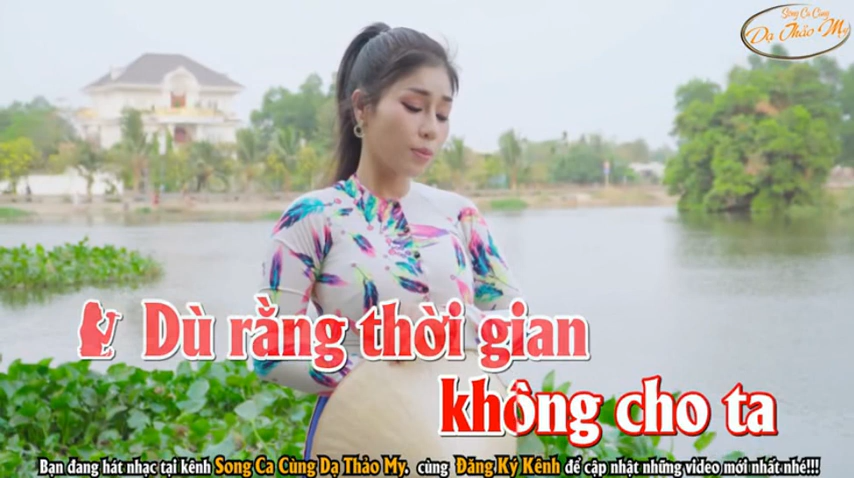 Song Ca Cùng
Dạ Thảo My
Dù rằng thời gian
không cho ta
Bạn đang hát nhạc tại kênh Song Ca Cùng Dạ Thảo My, cùng Đăng Ký Kênh để cập nhật những video mới nhất nhé!!!